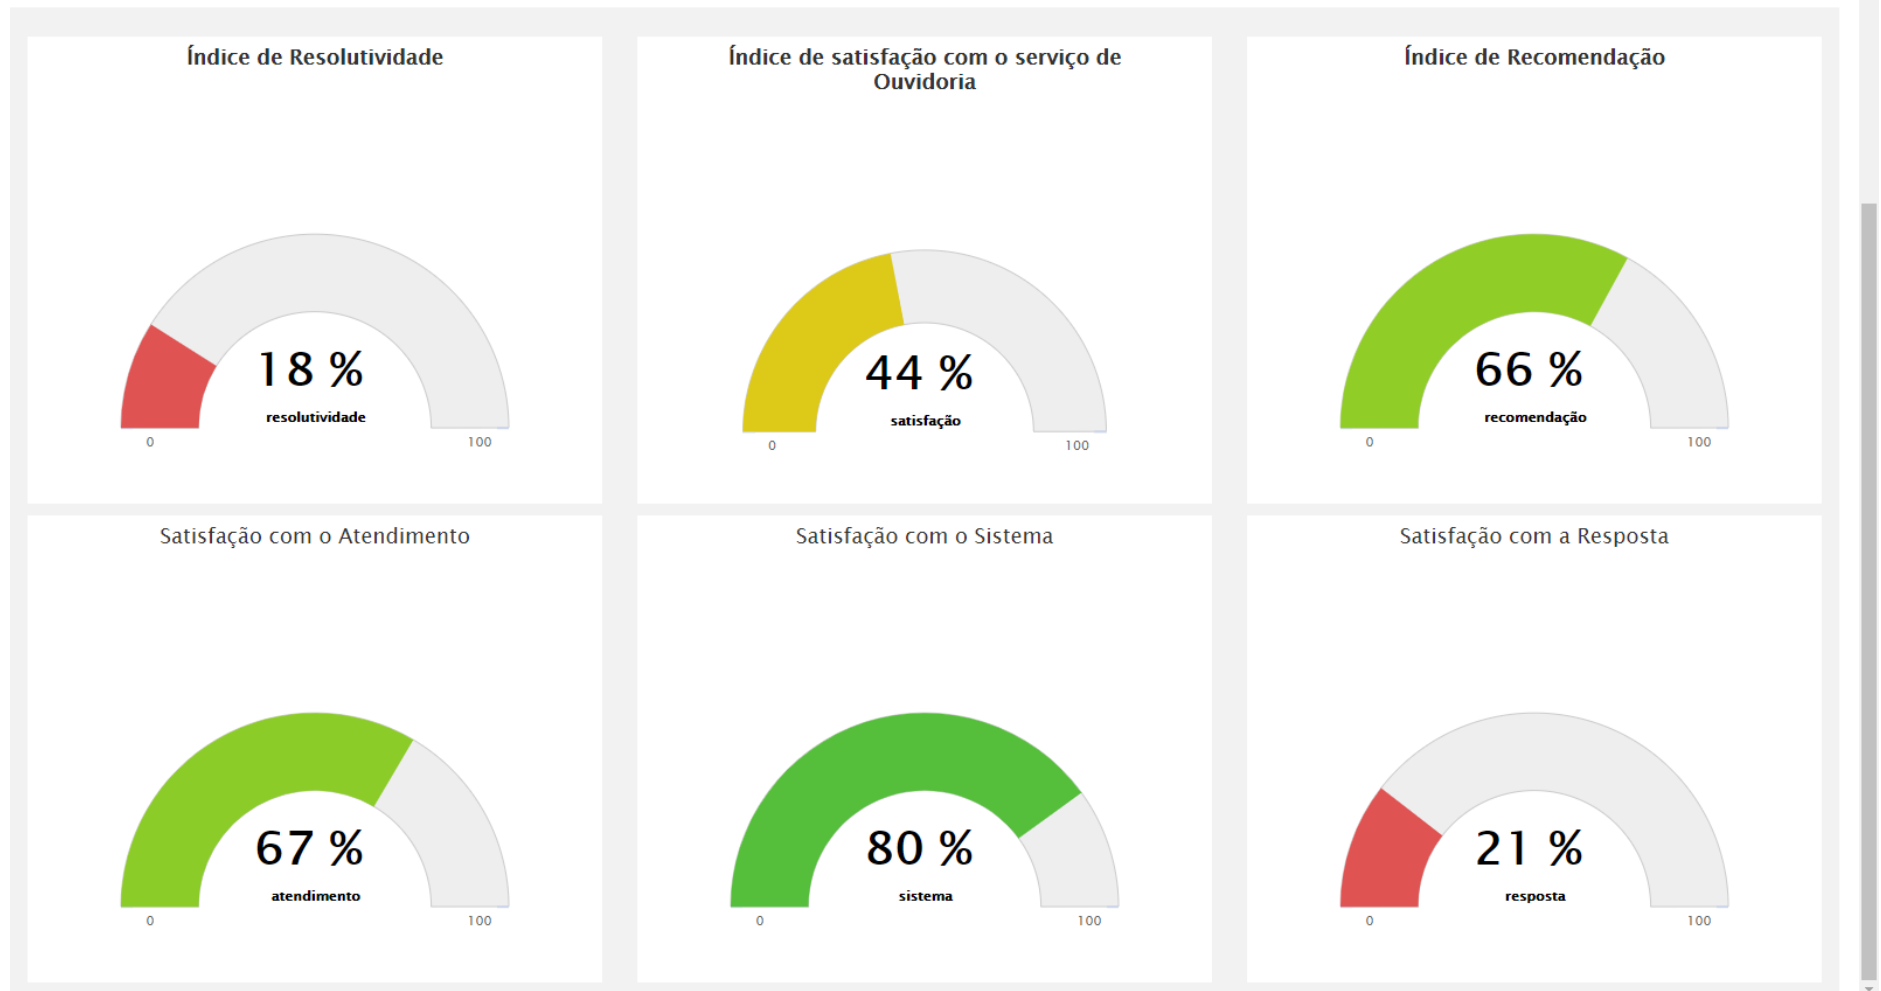 Índice de Resolutividade
18 %
resolutividade
0
100
Índice de satisfação com o serviço de
Ouvidoria
44 %
satisfação
0
100
Índice de Recomendação
66 %
recomendação
0
100
Satisfação com o Atendimento
67 %
atendimento
0
100
Satisfação com o Sistema
80 %
sistema
0
100
Satisfação com a Resposta
21 %
resposta
0
100